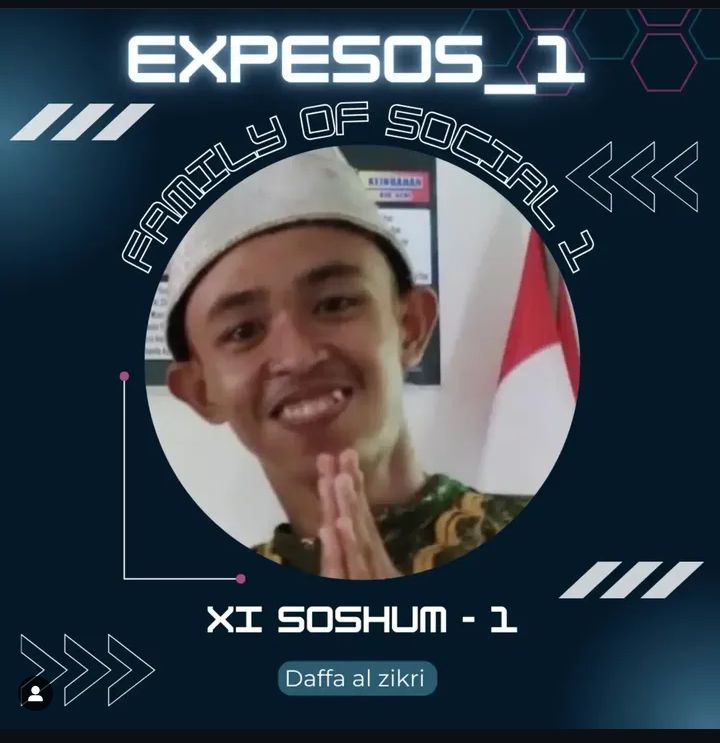 EXPESOS_1
FAMILY OF SOCIAL 1
XI SOSHUM - 1
Daffa al zikri